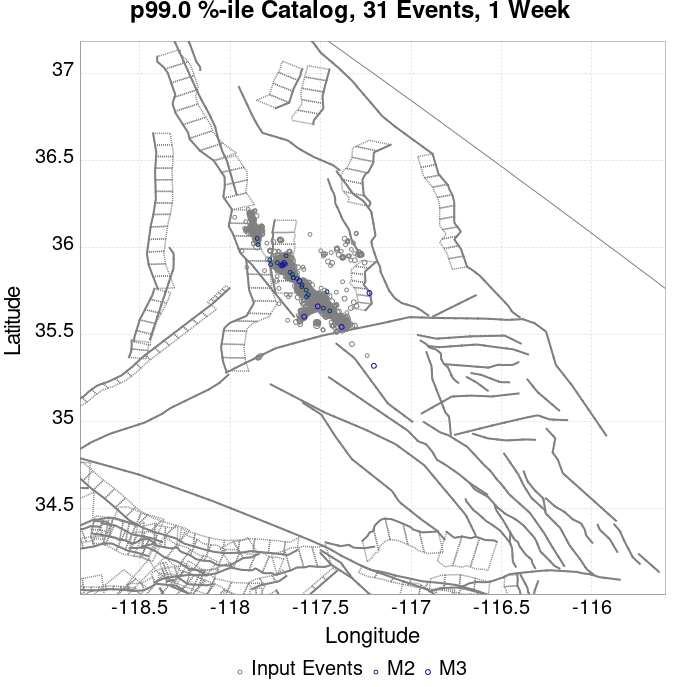 p99.0 %-ile Catalog, 31 Events, 1 Week
37
36.5
36
35.5
35
34.5
Latitude
-118.5 -118 -117.5 -117 -116.5 -116
Longitude
Input Events M2 M3